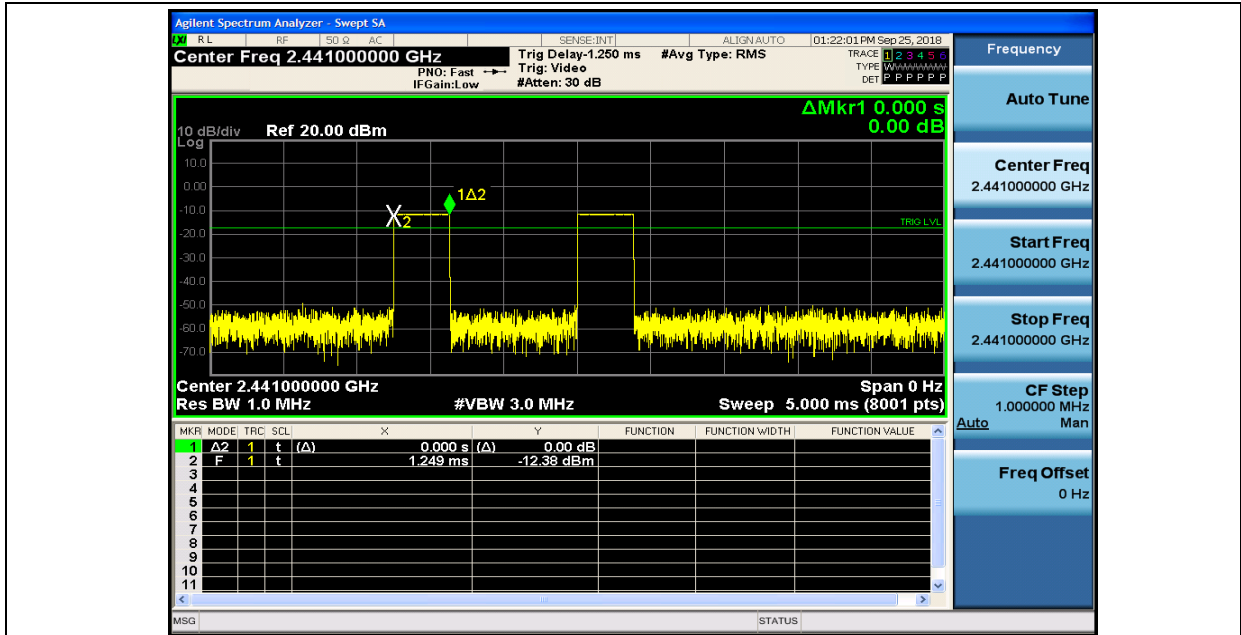 Agilent Spectrum Analyzer - Swept SA
LXI RL RF 50 Ω AC SENSE:INT ALIGN AUTO 01:22:01 PM Sep 25, 2018
Center Freq 2.441000000 GHz Trig Delay-1.250 ms #Avg Type: RMS TRACE 1 2 3 4 5 6
PNO: Fast Trig: Video TYPE WWWWWW
IFGain:Low #Atten: 30 dB DET P P P P P P
ΔMkr1 0.000 s
0.00 dB
10 dB/div Ref 20.00 dBm
Log
10.0
0.00
-10.0
-20.0
-30.0
-40.0
-50.0
-60.0
-70.0
1Δ2
X2
TRIG LVL
Center 2.441000000 GHz Span 0 Hz
Res BW 1.0 MHz #VBW 3.0 MHz Sweep 5.000 ms (8001 pts)
MKR MODE TRC SCL X Y FUNCTION FUNCTION WIDTH FUNCTION VALUE
1 Δ2 1 t (Δ) 0.000 s (Δ) 0.00 dB
2 F 1 t 1.249 ms -12.38 dBm
3
4
5
6
7
8
9
10
11
MSG STATUS
Frequency
Auto Tune
Center Freq
2.441000000 GHz
Start Freq
2.441000000 GHz
Stop Freq
2.441000000 GHz
CF Step
1.000000 MHz
Auto Man
Freq Offset
0 Hz